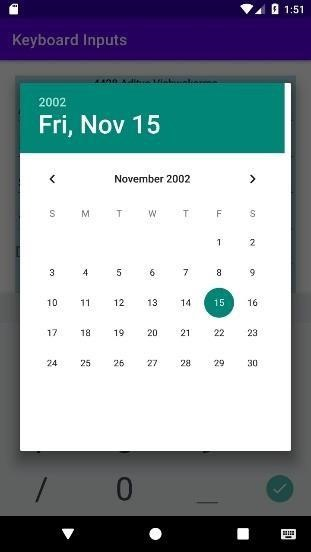 1:51
Keyboard Inputs
2002
Fri, Nov 15
November 2002
S M T W T F S
1 2
3 4 5 6 7 8 9
10 11 12 13 14 15 16
17 18 19 20 21 22 23
24 25 26 27 28 29 30
/ 0 _